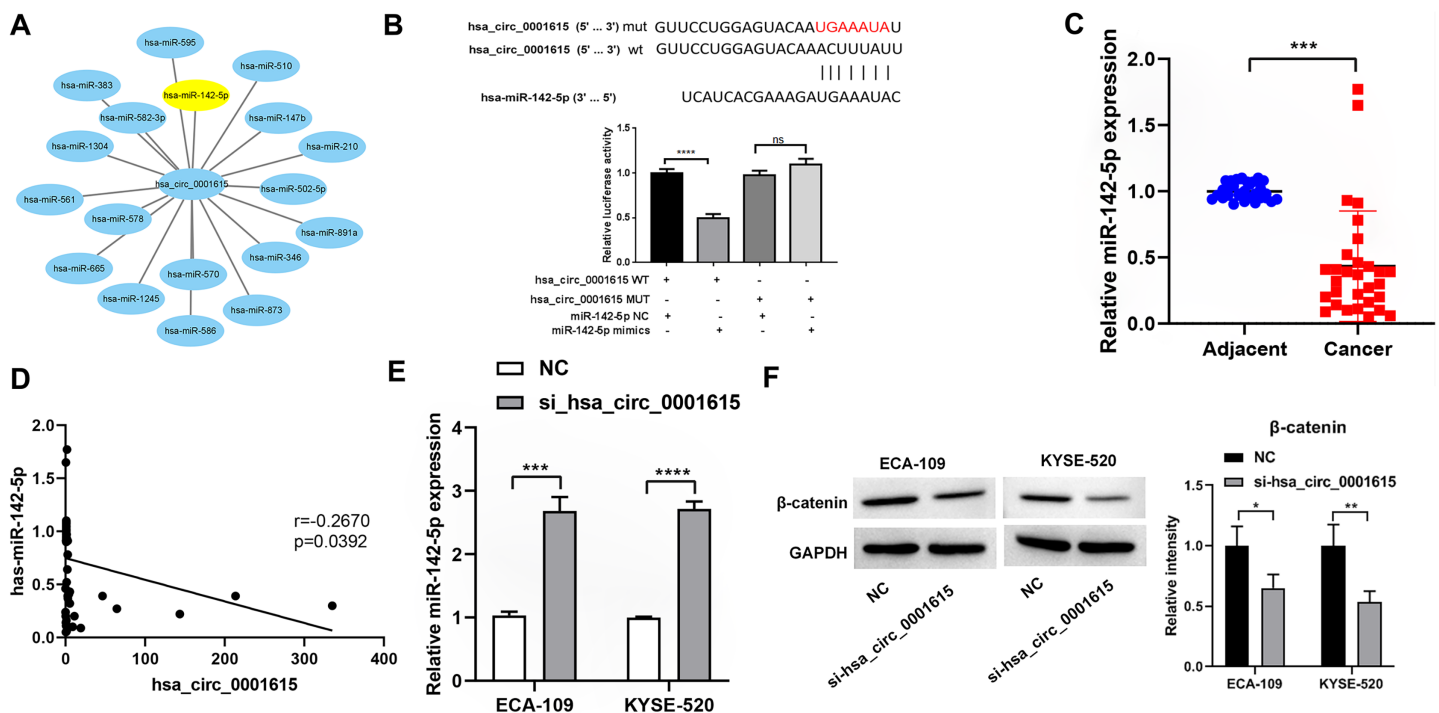 A
hsa-miR-595
hsa-miR-510
hsa-miR-383
hsa-miR-142-5p
hsa-miR-582-3p
hsa-miR-147b
hsa-miR-1304
hsa-miR-210
hsa_circ_0001615
hsa-miR-502-5p
hsa-miR-561
hsa-miR-578
hsa-miR-891a
hsa-miR-346
hsa-miR-665
hsa-miR-570
hsa-miR-1245
hsa-miR-873
hsa-miR-586
B
hsa_circ_0001615 (5' ... 3') mut GUUCCUGGAGUACAAUGAAAUAU
hsa_circ_0001615 (5' ... 3') wt GUUCCUGGAGUACAAACUUUAUU
hsa-miR-142-5p (3' ... 5') UCAUCACGAAAGAUGAAAUAC
Relative luciferase activity
1.5
1.0
0.5
0.0
****
ns
hsa_circ_0001615 WT + + - -
hsa_circ_0001615 MUT - - + +
miR-142-5p NC + - + -
miR-142-5p mimics - + - +
C
Relative miR-142-5p expression
2.0
1.5
1.0
0.5
0.0
***
Adjacent Cancer
D
has-miR-142-5p
2.0
1.5
1.0
0.5
0.0
r=-0.2670
p=0.0392
0 100 200 300 400
hsa_circ_0001615
E
NC
si_hsa_circ_0001615
Relative miR-142-5p expression
4
3
2
1
0
***
****
ECA-109 KYSE-520
F
ECA-109 KYSE-520
β-catenin
GAPDH
NC
si-hsa_circ_0001615
NC
si-hsa_circ_0001615
β-catenin
NC
si-hsa_circ_0001615
Relative intensity
1.5
1.0
0.5
0.0
*
**
ECA-109 KYSE-520